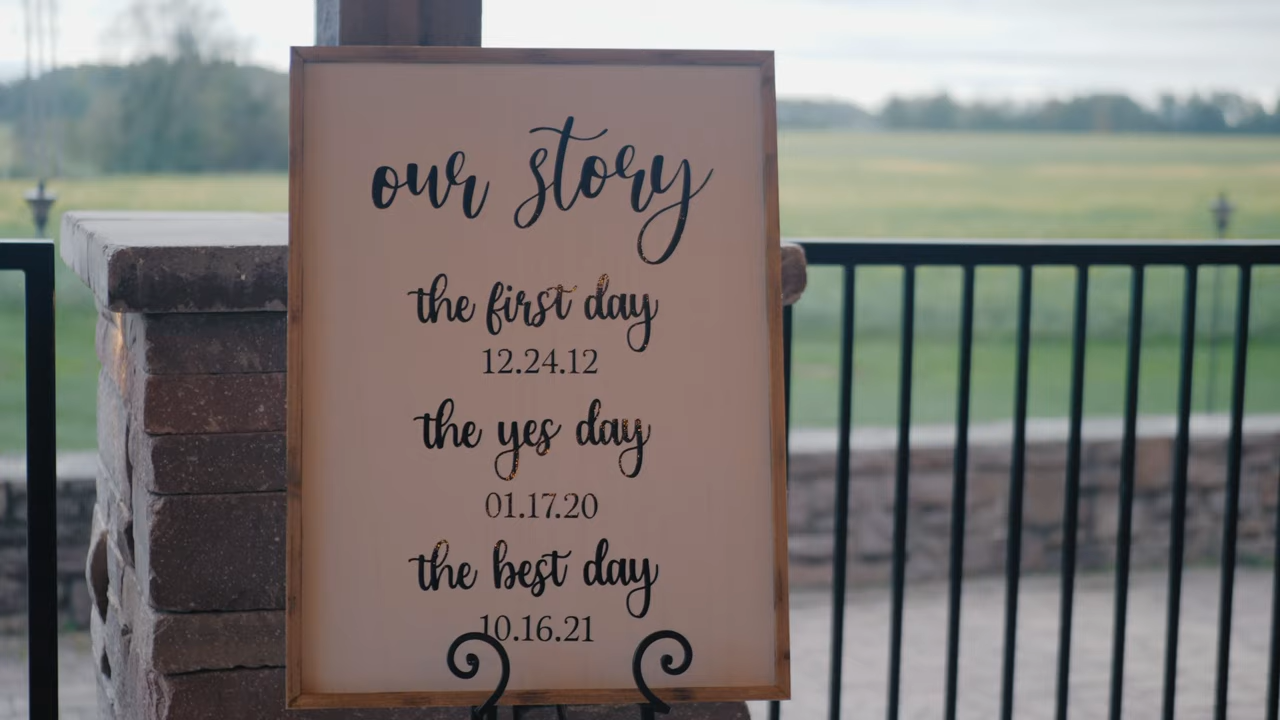 our story
the first day
12.24.12
the yes day
01.17.20
the best day
10.16.21